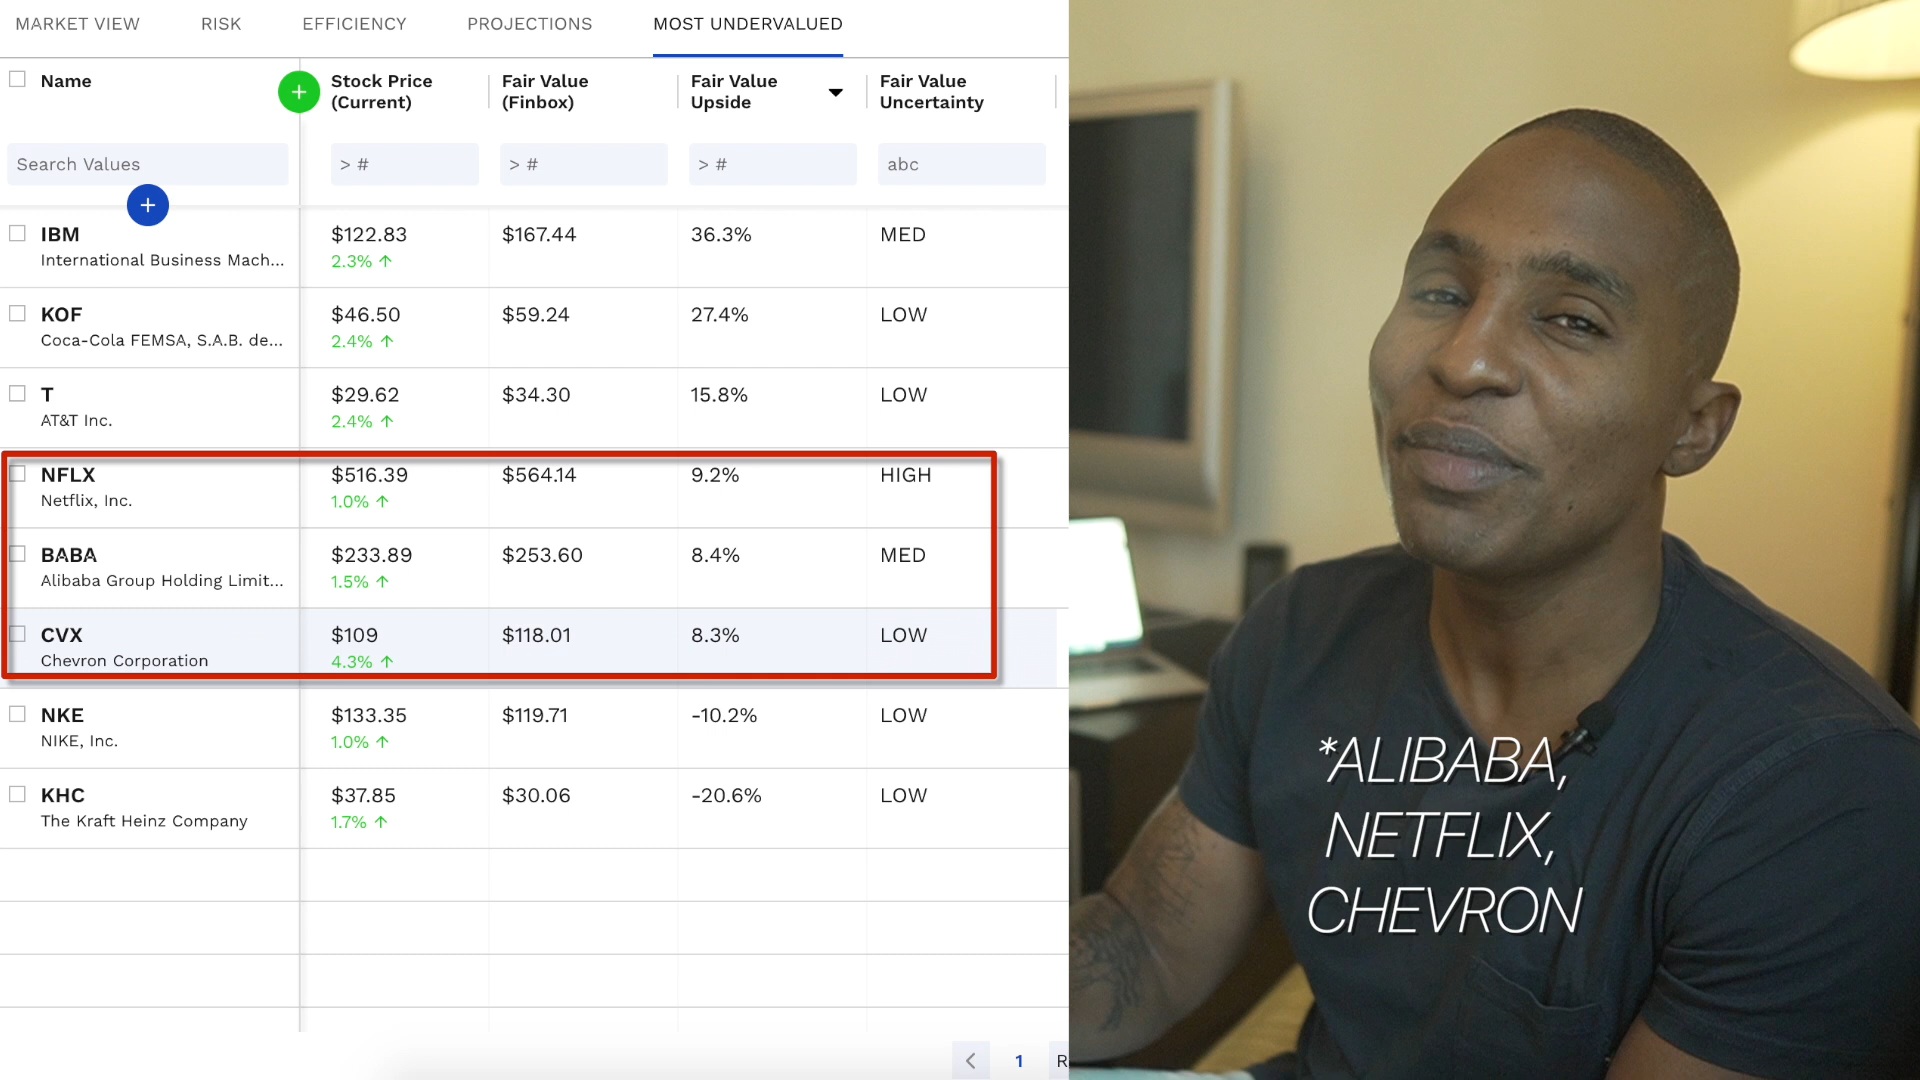 MARKET VIEW RISK EFFICIENCY PROJECTIONS MOST UNDERVALUED
Name + Stock Price (Current) Fair Value (Finbox) Fair Value Upside Fair Value Uncertainty
Search Values > # > # > # abc
+
IBM $122.83 $167.44 36.3% MED
International Business Mach... 2.3% ↑
KOF $46.50 $59.24 27.4% LOW
Coca-Cola FEMSA, S.A.B. de... 2.4% ↑
T $29.62 $34.30 15.8% LOW
AT&T Inc. 2.4% ↑
NFLX $516.39 $564.14 9.2% HIGH
Netflix, Inc. 1.0% ↑
BABA $233.89 $253.60 8.4% MED
Alibaba Group Holding Limit... 1.5% ↑
CVX $109 $118.01 8.3% LOW
Chevron Corporation 4.3% ↑
NKE $133.35 $119.71 -10.2% LOW
NIKE, Inc. 1.0% ↑
KHC $37.85 $30.06 -20.6% LOW
The Kraft Heinz Company 1.7% ↑
< 1 R
*ALIBABA,
NETFLIX,
CHEVRON